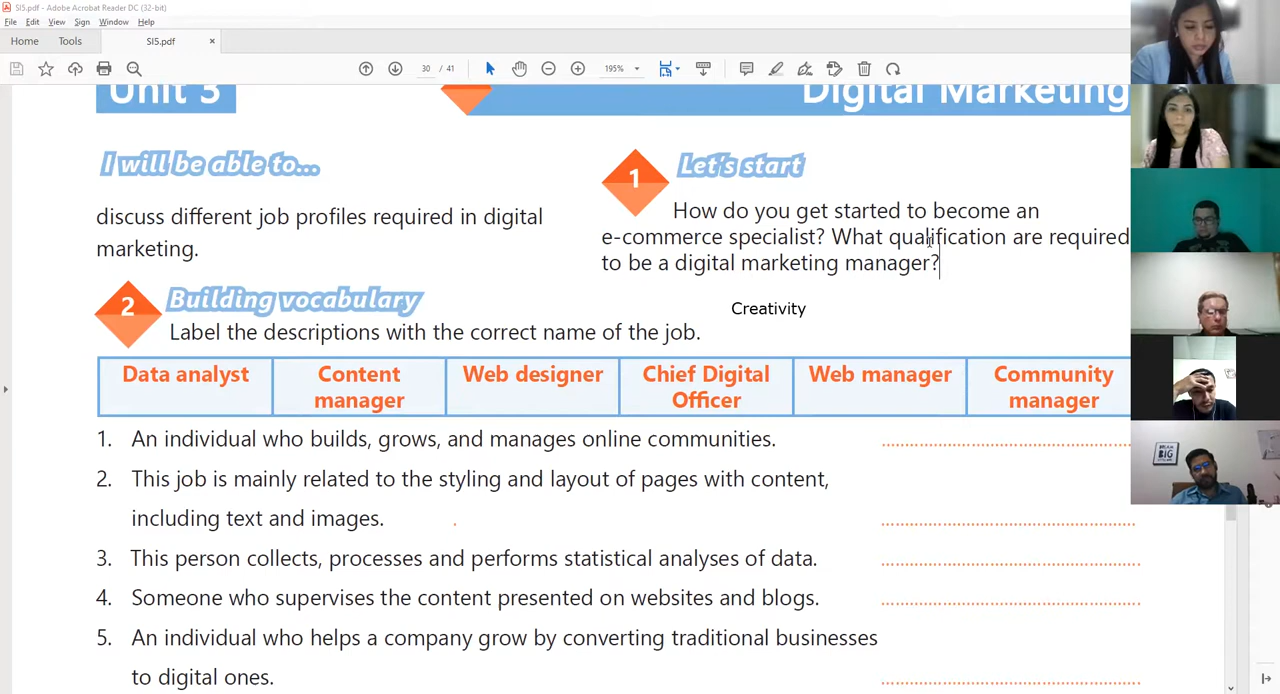 SI5.pdf - Adobe Acrobat Reader DC (32-bit)
File Edit View Sign Window Help
Home Tools SI5.pdf ×
30 / 41 195%
Unit 3
Digital Marketing
I will be able to...
discuss different job profiles required in digital
marketing.
1 Let's start
How do you get started to become an
e-commerce specialist? What qualification are required
to be a digital marketing manager?
Creativity
2 Building vocabulary
Label the descriptions with the correct name of the job.
Data analyst
Content
manager
Web designer
Chief Digital
Officer
Web manager
Community
manager
1. An individual who builds, grows, and manages online communities.
2. This job is mainly related to the styling and layout of pages with content,
including text and images.
3. This person collects, processes and performs statistical analyses of data.
4. Someone who supervises the content presented on websites and blogs.
5. An individual who helps a company grow by converting traditional businesses
to digital ones.
DREAM
BIG